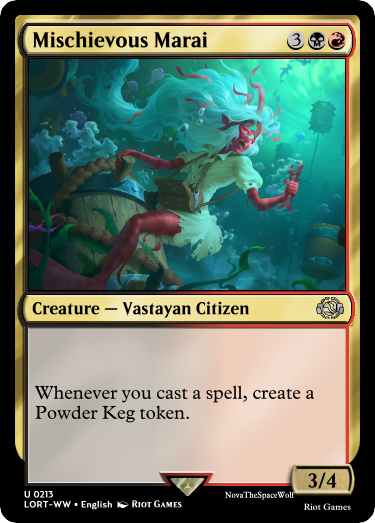 Mischievous Marai
3
Creature — Vastayan Citizen
Whenever you cast a spell, create a
Powder Keg token.
3/4
U 0213
LORT-WW • English RIOT GAMES
NovaTheSpaceWolf
Riot Games